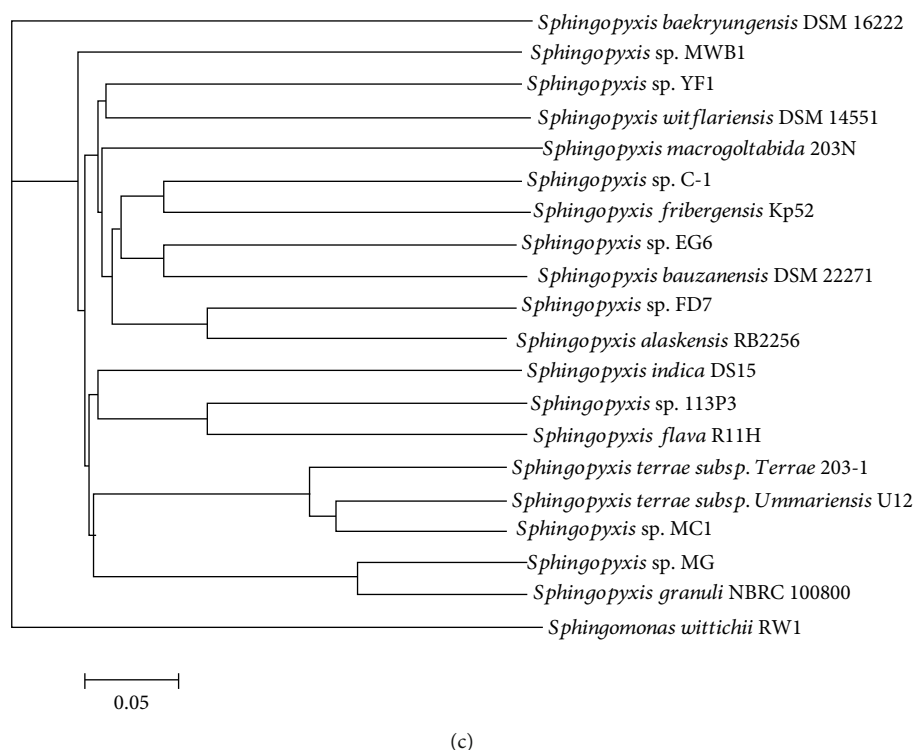 Sphingopyxis baekryungensis DSM 16222
Sphingopyxis sp. MWB1
Sphingopyxis sp. YF1
Sphingopyxis witflariensis DSM 14551
Sphingopyxis macrogoltabida 203N
Sphingopyxis sp. C-1
Sphingopyxis fribergensis Kp52
Sphingopyxis sp. EG6
Sphingopyxis bauzanensis DSM 22271
Sphingopyxis sp. FD7
Sphingopyxis alaskensis RB2256
Sphingopyxis indica DS15
Sphingopyxis sp. 113P3
Sphingopyxis flava R11H
Sphingopyxis terrae subsp. Terrae 203-1
Sphingopyxis terrae subsp. Ummariensis U12
Sphingopyxis sp. MC1
Sphingopyxis sp. MG
Sphingopyxis granuli NBRC 100800
Sphingomonas wittichii RW1
0.05
(c)